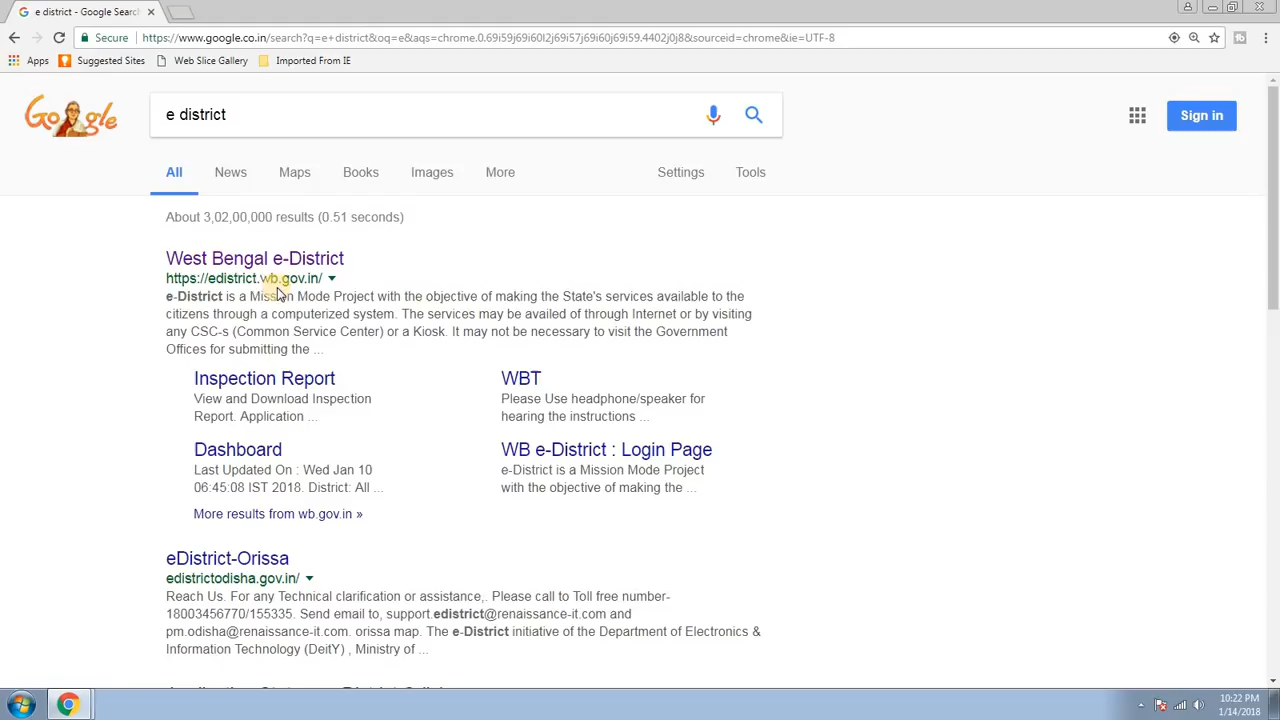 e district - Google Search
Secure https://www.google.co.in/search?q=e+district&oq=e&aqs=chrome.0.69i59j69i60l2j69i57j69i60j69i59.4402j0j8&sourceid=chrome&ie=UTF-8
Apps Suggested Sites Web Slice Gallery Imported From IE
Google e district Sign in
All News Maps Books Images More Settings Tools
About 3,02,00,000 results (0.51 seconds)
West Bengal e-District
https://edistrict.wb.gov.in/
e-District is a Mission Mode Project with the objective of making the State's services available to the
citizens through a computerized system. The services may be availed of through Internet or by visiting
any CSC-s (Common Service Center) or a Kiosk. It may not be necessary to visit the Government
Offices for submitting the ...
Inspection Report
View and Download Inspection
Report. Application ...
WBT
Please Use headphone/speaker for
hearing the instructions ...
Dashboard
Last Updated On : Wed Jan 10
06:45:08 IST 2018. District: All ...
WB e-District : Login Page
e-District is a Mission Mode Project
with the objective of making the ...
More results from wb.gov.in »
eDistrict-Orissa
edistrictodisha.gov.in/
Reach Us. For any Technical clarification or assistance,. Please call to Toll free number-
18003456770/155335. Send email to, support.edistrict@renaissance-it.com and
pm.odisha@renaissance-it.com. orissa map. The e-District initiative of the Department of Electronics &
Information Technology (DeitY) , Ministry of ...
10:22 PM
1/14/2018